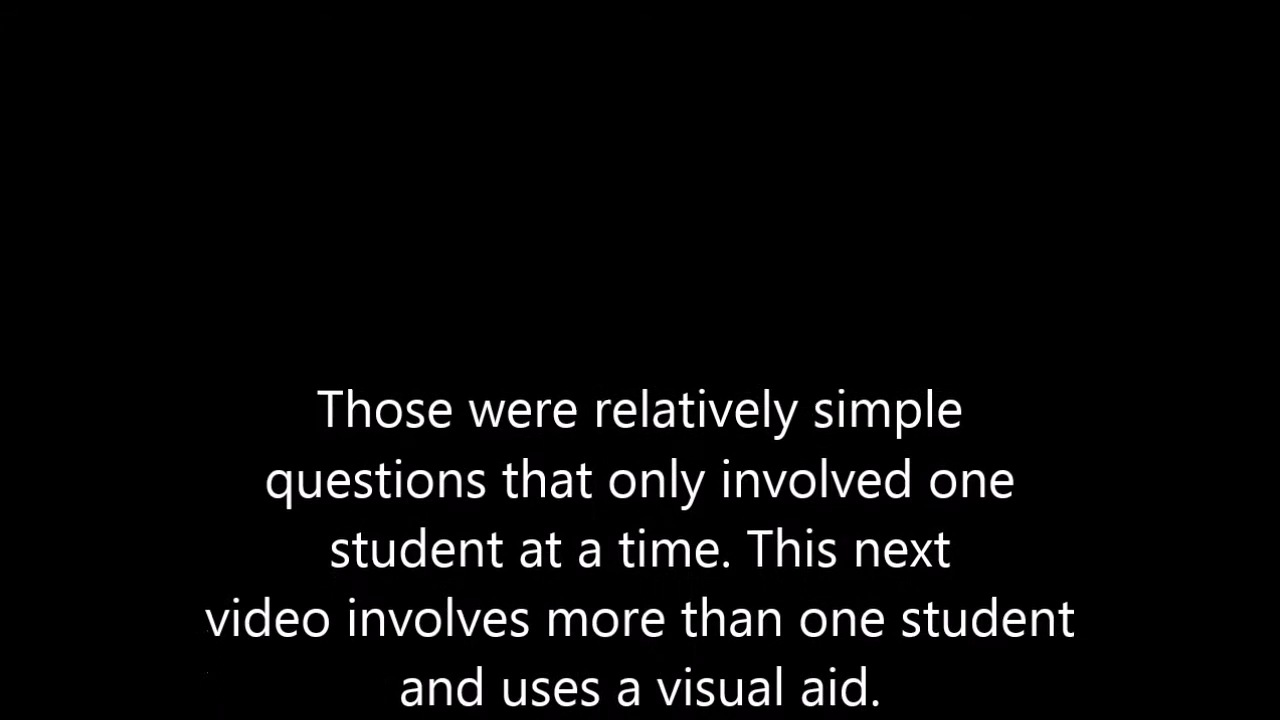 Those were relatively simple
questions that only involved one
student at a time. This next
video involves more than one student
and uses a visual aid.